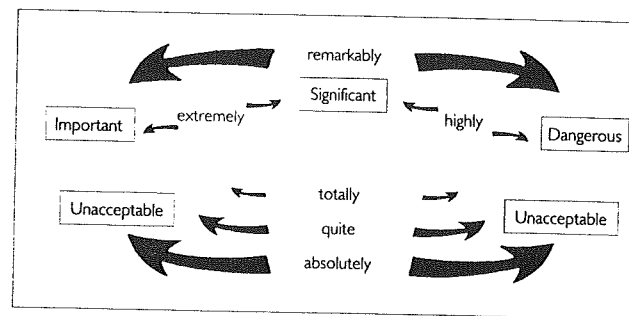 remarkably
Significant
Important
extremely
highly
Dangerous
totally
Unacceptable
Unacceptable
quite
absolutely